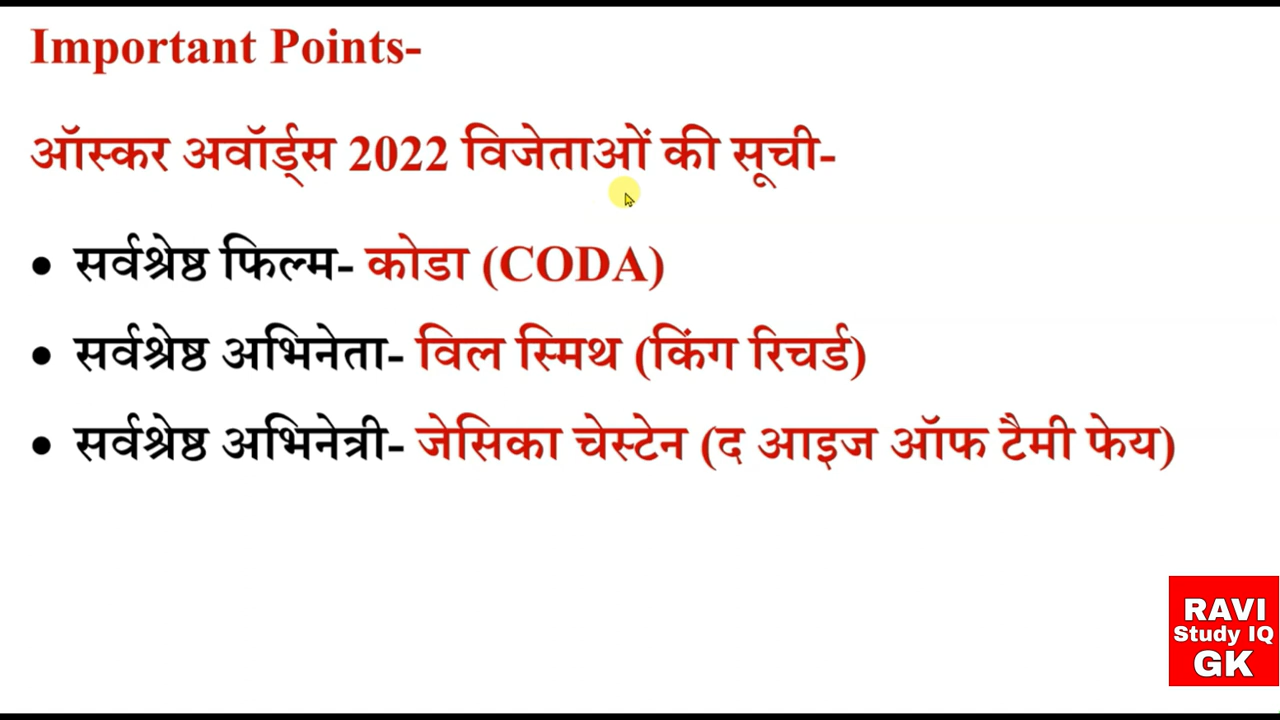 Important Points-
ऑस्कर अवॉर्ड्स 2022 विजेताओं की सूची-
• सर्वश्रेष्ठ फिल्म- कोडा (CODA)
• सर्वश्रेष्ठ अभिनेता- विल स्मिथ (किंग रिचर्ड)
• सर्वश्रेष्ठ अभिनेत्री- जेसिका चेस्टेन (द आइज ऑफ टैमी फेय)
RAVI
Study IQ
GK